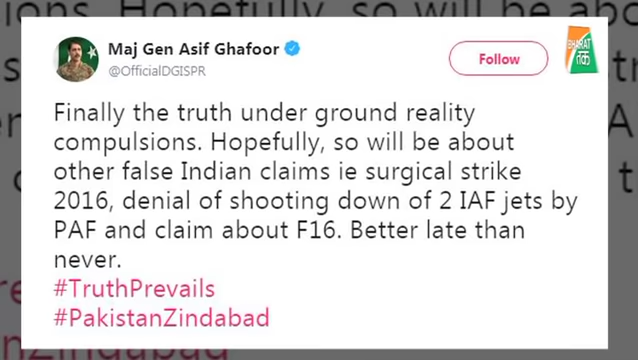 Maj Gen Asif Ghafoor
@OfficialDGISPR
Follow
BHARAT
तक
Finally the truth under ground reality
compulsions. Hopefully, so will be about
other false Indian claims ie surgical strike
2016, denial of shooting down of 2 IAF jets by
PAF and claim about F16. Better late than
never.
#TruthPrevails
#PakistanZindabad